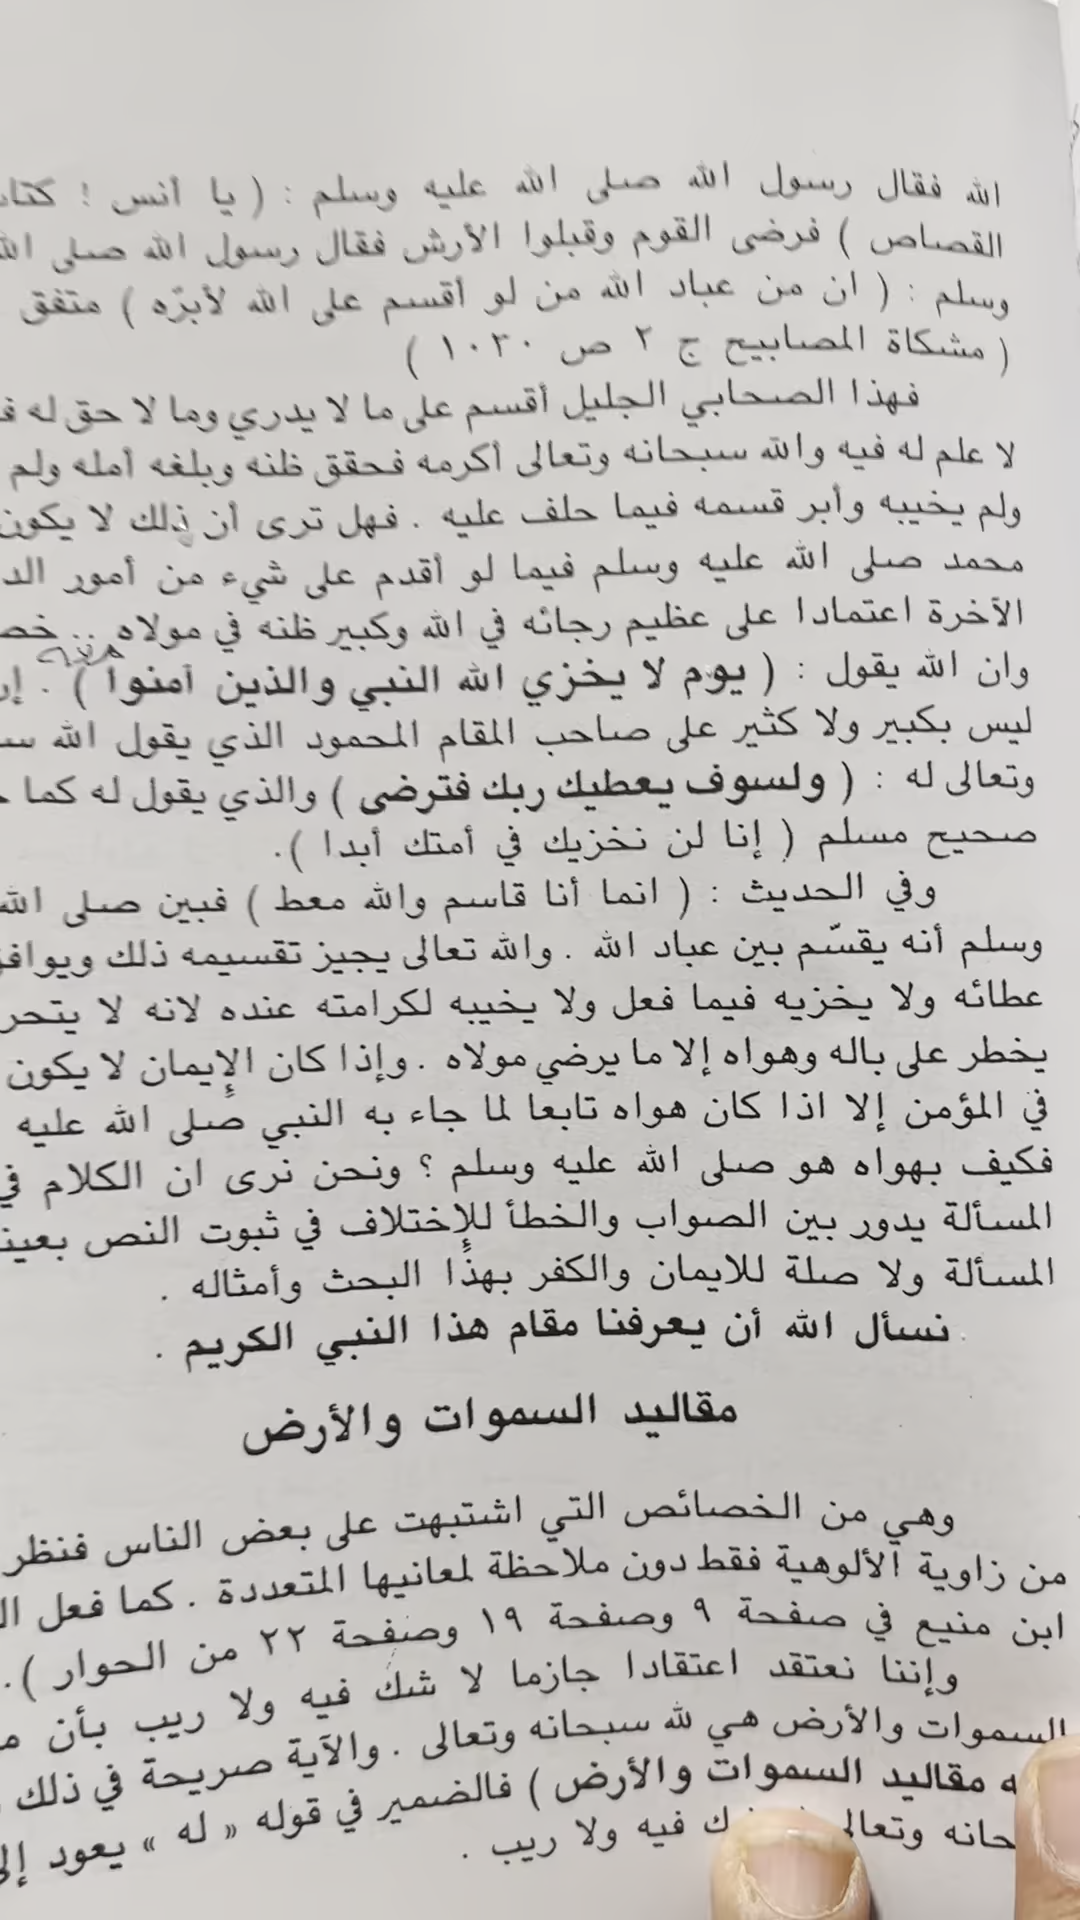 الله فقال رسول الله صلى الله عليه وسلم : ( يا أنس ! كتاب
القصاص ) فرضى القوم وقبلوا الأرش فقال رسول الله صلى الله
وسلم : ( ان من عباد الله من لو أقسم على الله لأبرّه ) متفق
( مشكاة المصابيح ج ٢ ص ١٠٣٠ )
فهذا الصحابي الجليل أقسم على ما لا يدري وما لا حق له
لا علم له فيه والله سبحانه وتعالى أكرمه فحقق ظنه وبلغه أمله ولم
ولم يخيبه وأبر قسمه فيما حلف عليه . فهل ترى أن ذلك لا يكون
محمد صلى الله عليه وسلم فيما لو أقدم على شيء من أمور
الآخرة اعتمادا على عظيم رجائه في الله وكبير ظنه في مولاه ..
وان الله يقول : ( يوم لا يخزي الله النبي والذين آمنوا ) .
ليس بكبير ولا كثير على صاحب المقام المحمود الذي يقول الله
وتعالى له : ( ولسوف يعطيك ربك فترضى ) والذي يقول له كما
صحيح مسلم ( إنا لن نخزيك في أمتك أبدا ).
وفي الحديث : ( انما أنا قاسم والله معط ) فبين صلى الله
وسلم أنه يقسّم بين عباد الله . والله تعالى يجيز تقسيمه ذلك
عطائه ولا يخزيه فيما فعل ولا يخيبه لكرامته عنده لانه لا
يخطر على باله وهواه إلا ما يرضي مولاه . وإذا كان الإيمان لا يكون
في المؤمن إلا اذا كان هواه تابعا لما جاء به النبي صلى الله عليه
فكيف بهواه هو صلى الله عليه وسلم ؟ ونحن نرى ان الكلام في
المسألة يدور بين الصواب والخطأ للإختلاف في ثبوت النص
المسألة ولا صلة للايمان والكفر بهذا البحث وأمثاله .
نسأل الله أن يعرفنا مقام هذا النبي الكريم .
مقاليد السموات والأرض
وهي من الخصائص التي اشتبهت على بعض الناس فنظر
من زاوية الألوهية فقط دون ملاحظة لمعانيها المتعددة . كما فعل
ابن منيع في صفحة ٩ وصفحة ١٩ وصفحة ٢٢ من الحوار ).
وإننا نعتقد اعتقادا جازما لا شك فيه ولا ريب بأن
السموات والأرض هي لله سبحانه وتعالى . والآية صريحة في ذلك
مقاليد السموات والأرض ) فالضمير في قوله « له » يعود
وتعالى فيه ولا ريب .